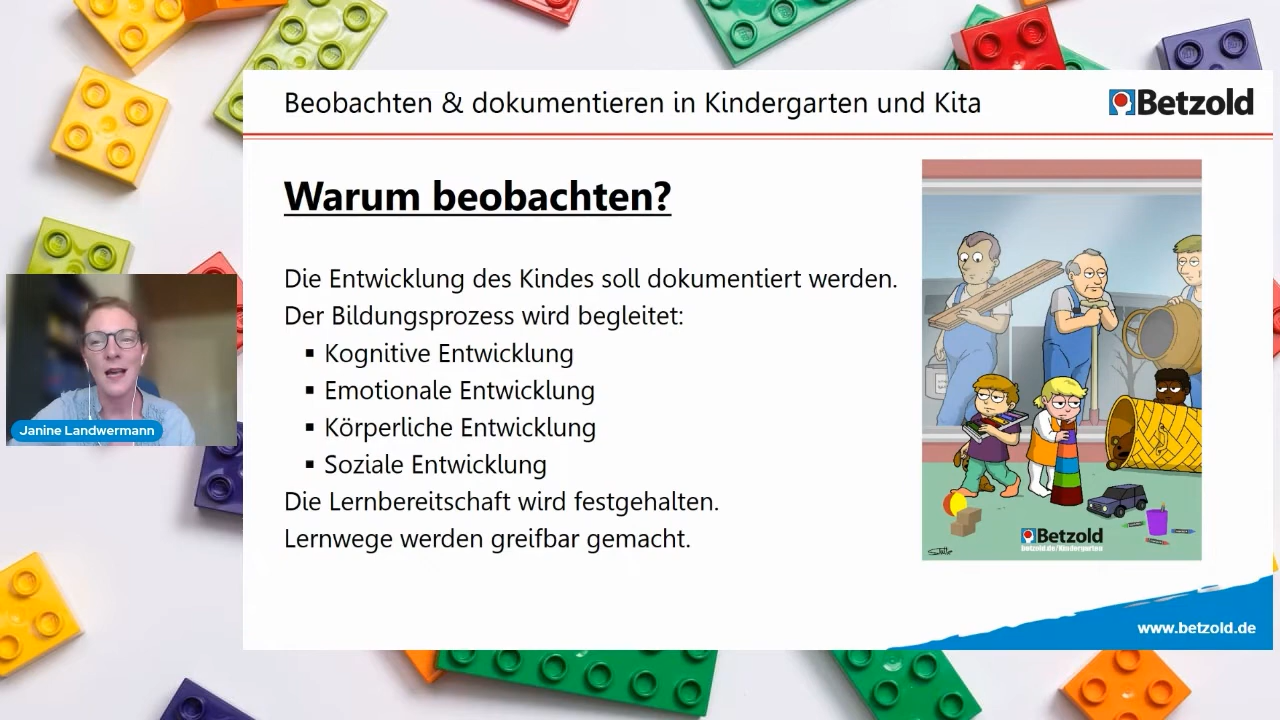 Beobachten & dokumentieren in Kindergarten und Kita
Betzold
Warum beobachten?
Die Entwicklung des Kindes soll dokumentiert werden.
Der Bildungsprozess wird begleitet:
▪ Kognitive Entwicklung
▪ Emotionale Entwicklung
▪ Körperliche Entwicklung
▪ Soziale Entwicklung
Die Lernbereitschaft wird festgehalten.
Lernwege werden greifbar gemacht.
Janine Landwermann
Betzold
betzold.de/Kindergarten
www.betzold.de